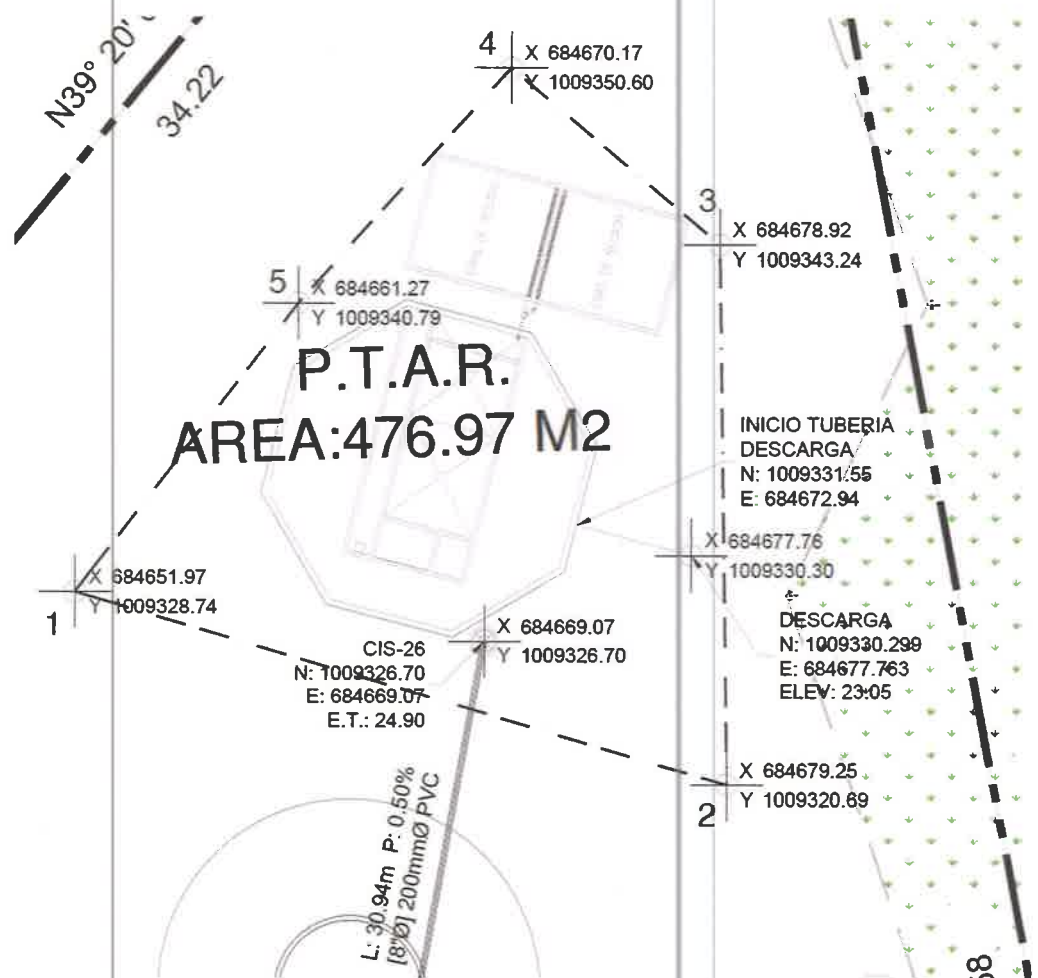 N39° 20'
34.22
4
X 684670.17
Y 1009350.60
3
X 684678.92
Y 1009343.24
5
X 684661.27
Y 1009340.79
P.T.A.R.
AREA:476.97 M2
INICIO TUBERIA
DESCARGA
N: 1009331.55
E: 684672.94
X 684677.76
Y 1009330.30
X 684651.97
Y 1009328.74
1
X 684669.07
Y 1009326.70
CIS-26
N: 1009326.70
E: 684669.07
E.T.: 24.90
DESCARGA
N: 1009330.299
E: 684677.763
ELEV: 23.05
X 684679.25
Y 1009320.69
2
L: 30.94m P: 0.50%
[8"Ø] 200mmØ PVC